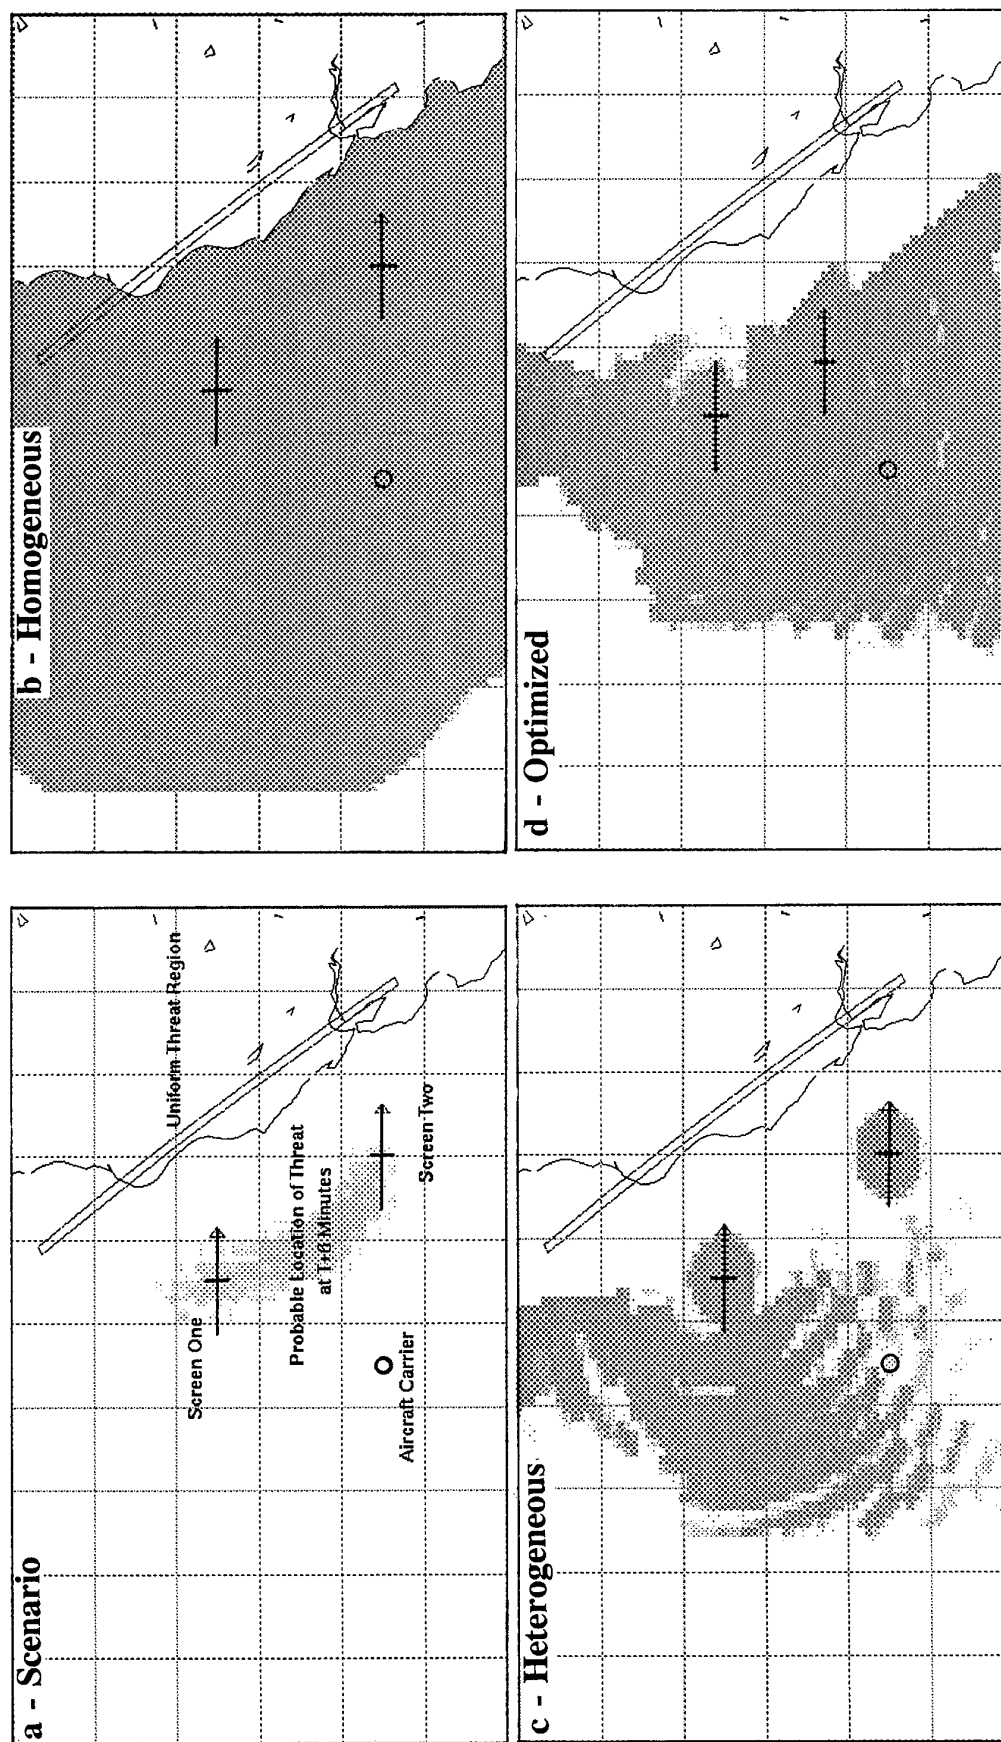 a - Scenario
Screen One
Uniform Threat Region
Probable Location of Threat
at T+6 Minutes
Aircraft Carrier
Screen Two
b - Homogeneous
c - Heterogeneous
d - Optimized